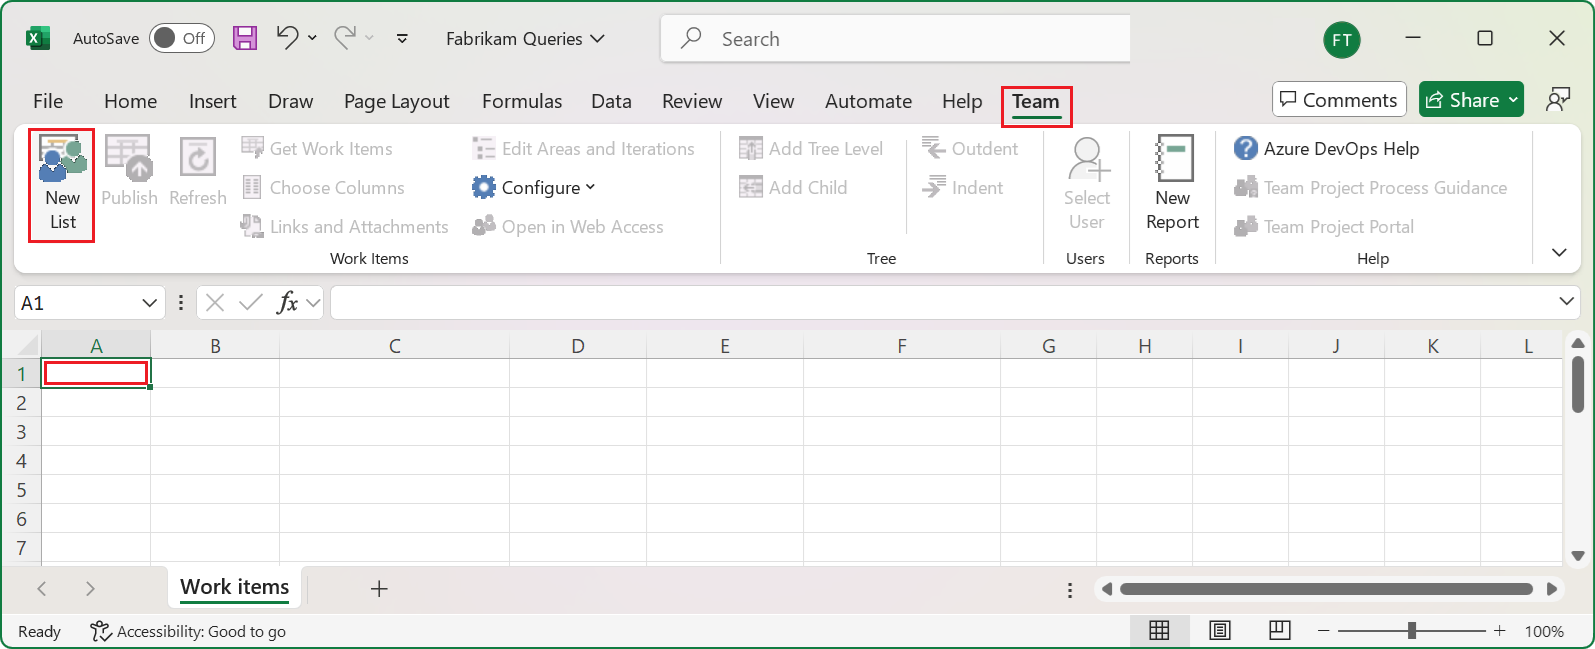 AutoSave Off Fabrikam Queries Search FT
File Home Insert Draw Page Layout Formulas Data Review View Automate Help Team Comments Share
New List
Publish
Refresh
Get Work Items
Choose Columns
Links and Attachments
Edit Areas and Iterations
Configure
Open in Web Access
Work Items
Add Tree Level
Add Child
Outdent
Indent
Tree
Select User
Users
New Report
Reports
Azure DevOps Help
Team Project Process Guidance
Team Project Portal
Help
A1 fx
A B C D E F G H I J K L
1
2
3
4
5
6
7
Work items
Ready Accessibility: Good to go 100%